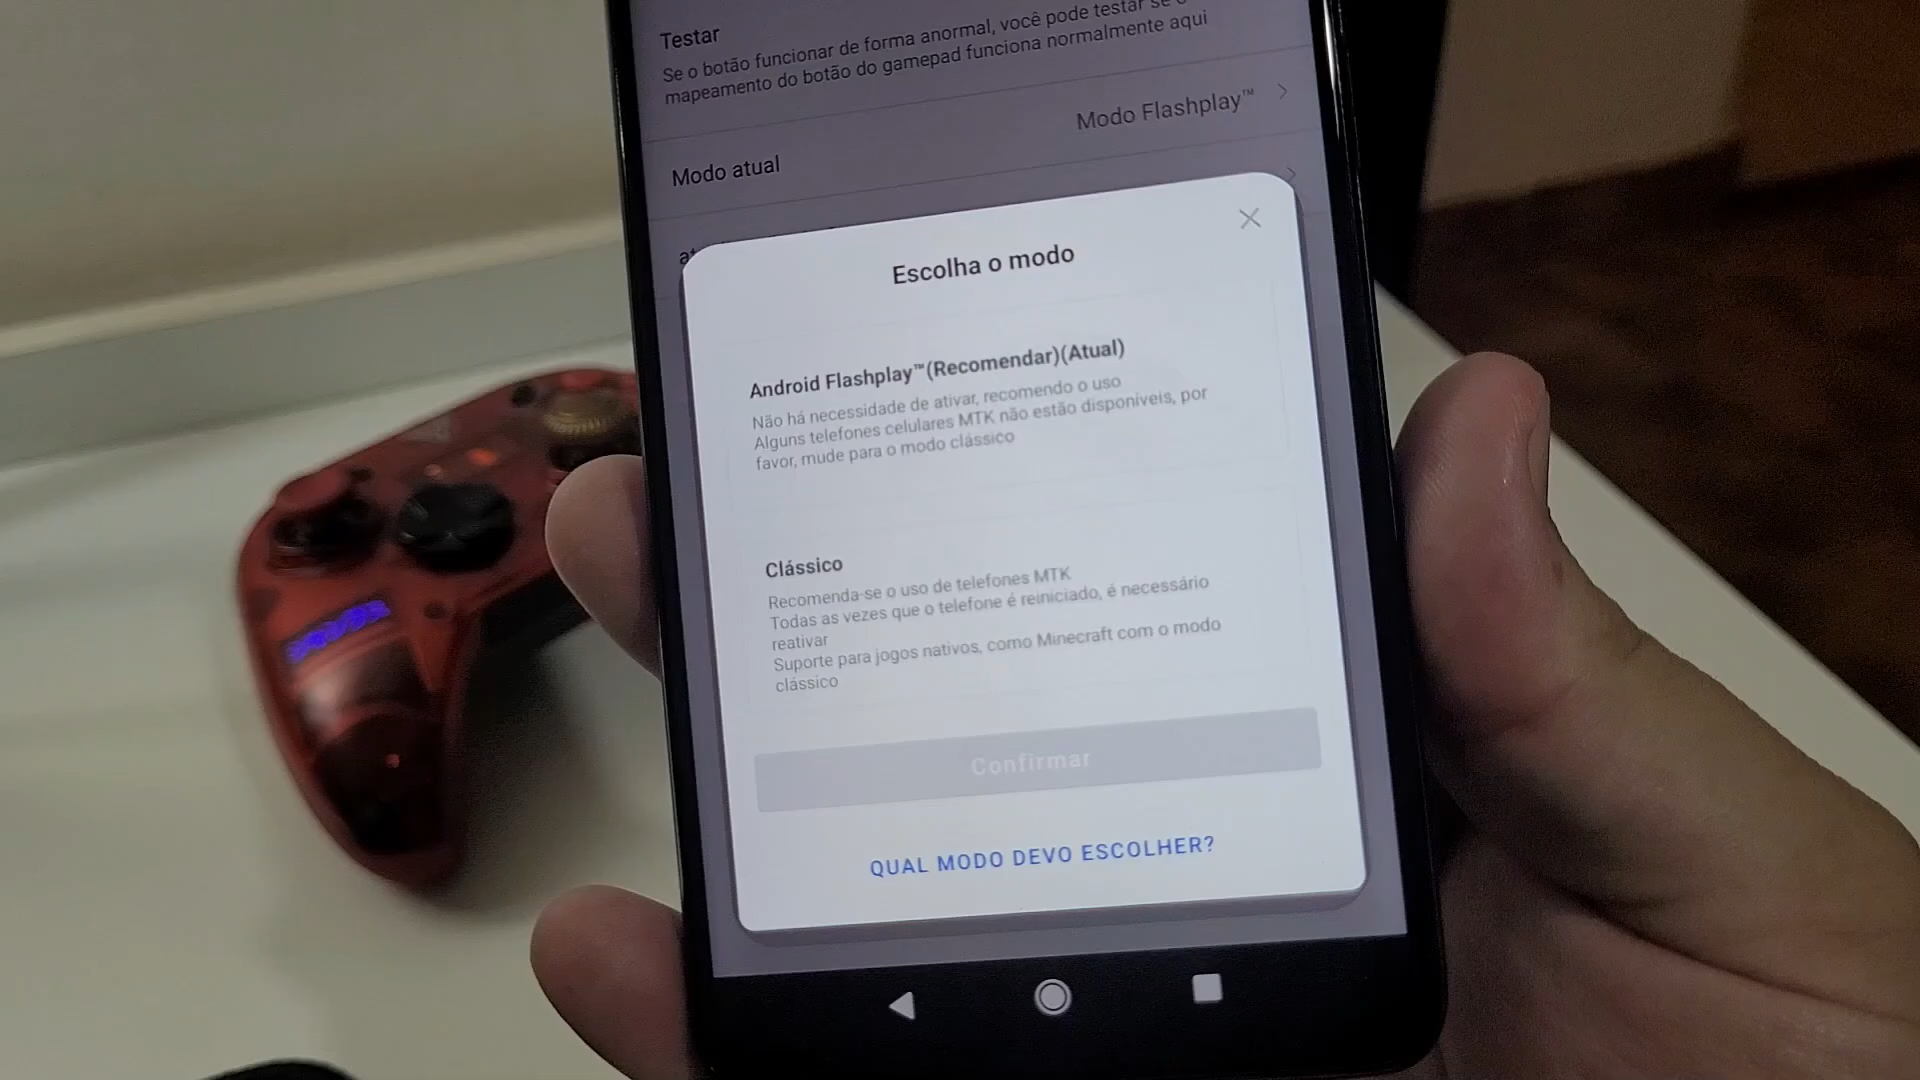 Testar
Se o botão funcionar de forma anormal, você pode testar se o
mapeamento do botão do gamepad funciona normalmente aqui
Modo Flashplay™
Modo atual
Escolha o modo
Android Flashplay™(Recomendar)(Atual)
Não há necessidade de ativar, recomendo o uso
Alguns telefones celulares MTK não estão disponíveis, por
favor, mude para o modo clássico
Clássico
Recomenda-se o uso de telefones MTK
Todas as vezes que o telefone é reiniciado, é necessário
reativar
Suporte para jogos nativos, como Minecraft com o modo
clássico
Confirmar
QUAL MODO DEVO ESCOLHER?